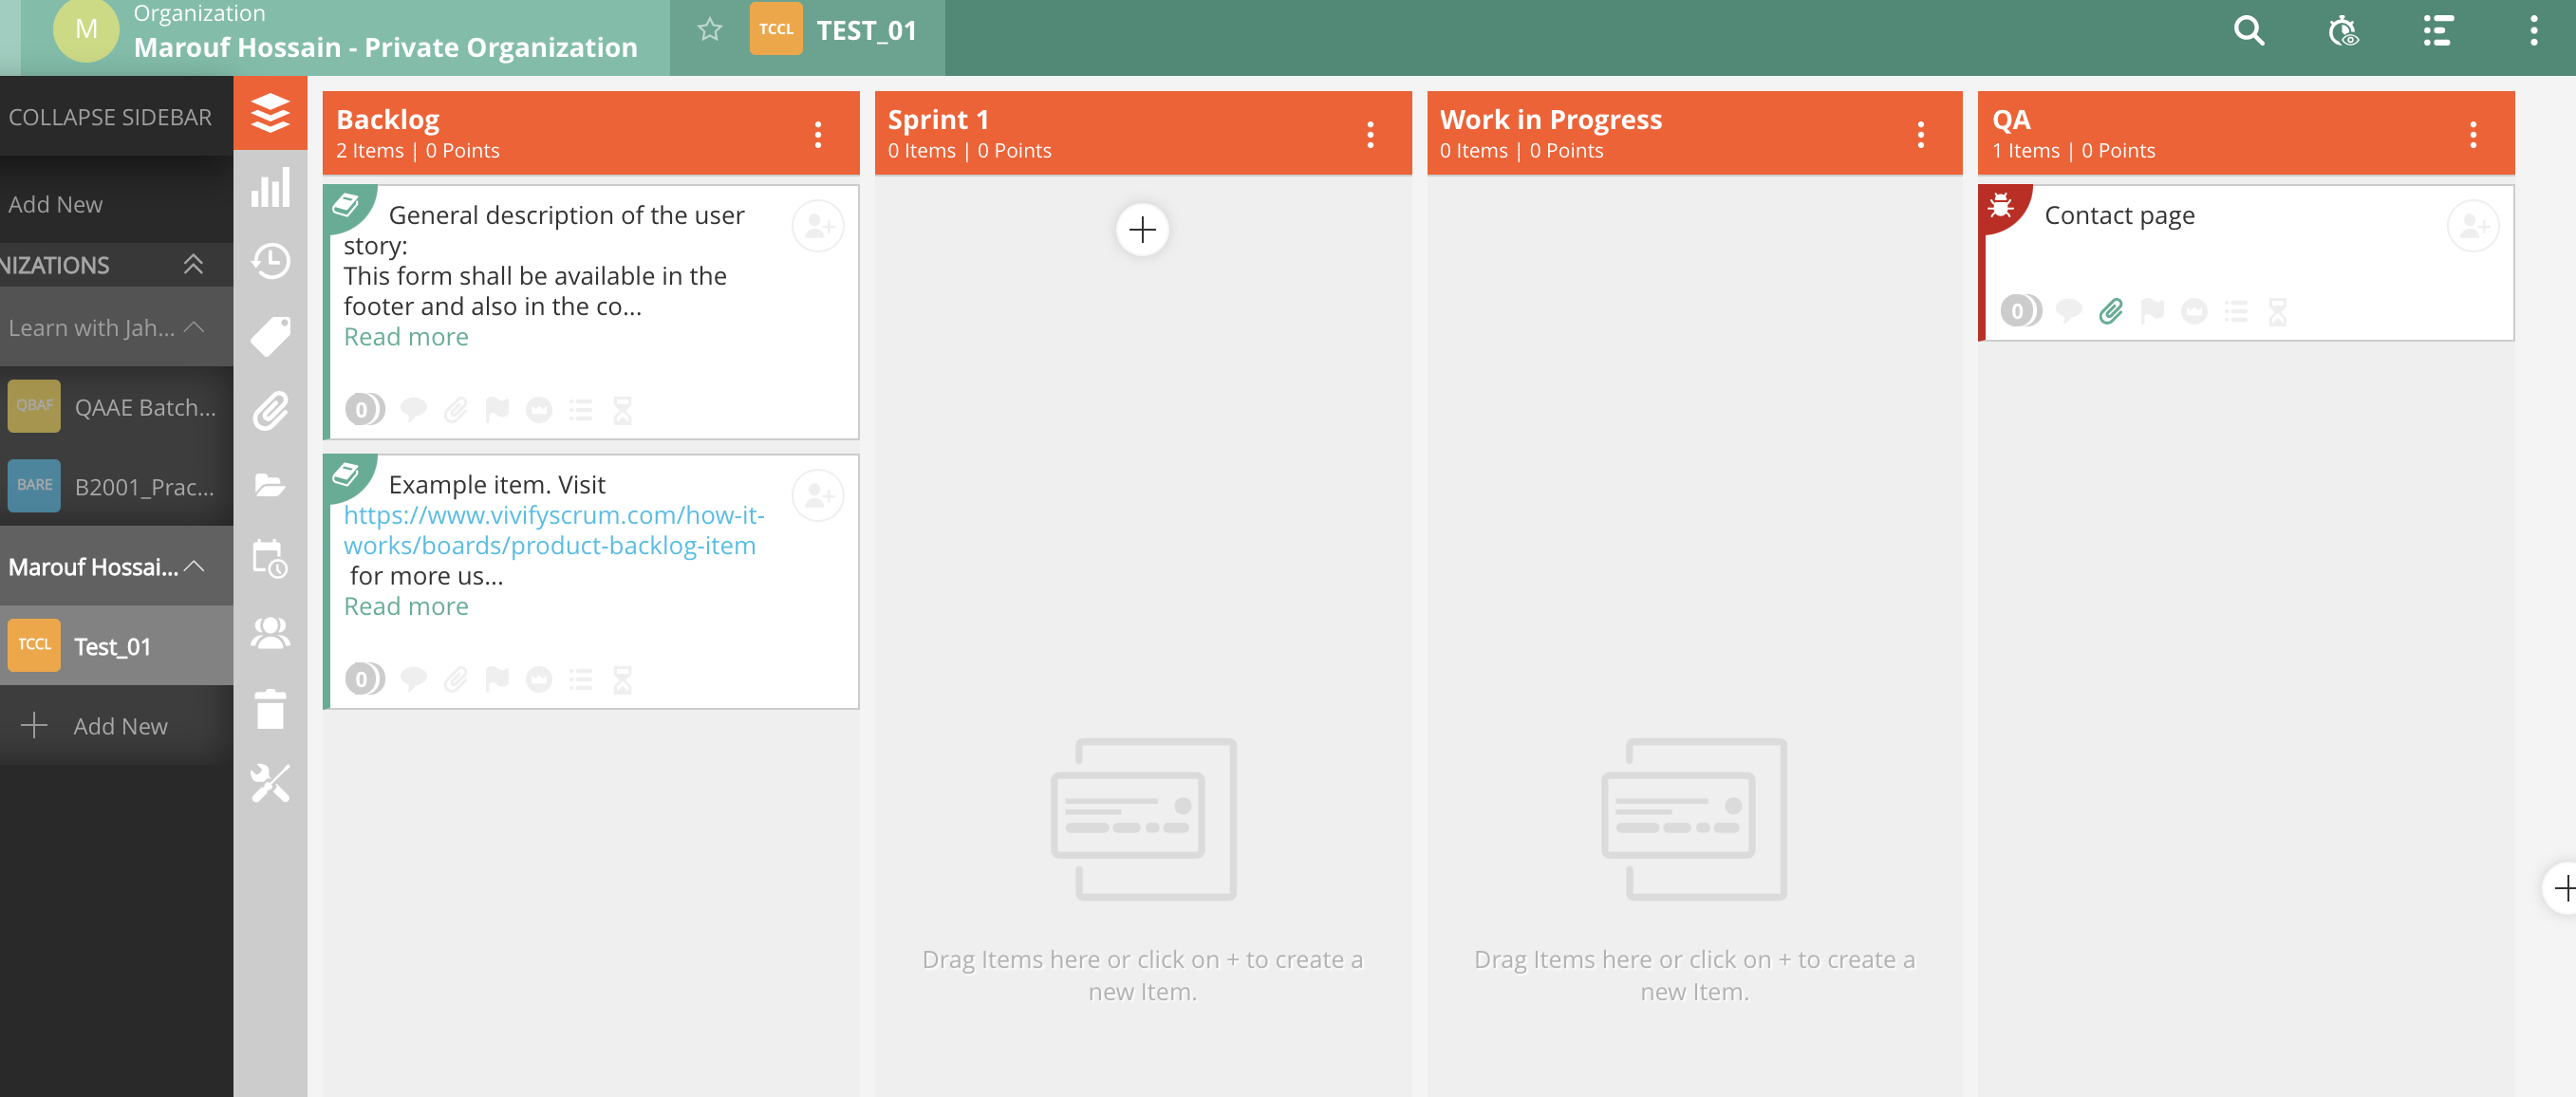 Organization
M
Marouf Hossain - Private Organization
TCCL
TEST_01
COLLAPSE SIDEBAR
Add New
NIZATIONS
Learn with Jah...
QBAF
QAAE Batch...
BARE
B2001_Prac...
Marouf Hossai...
TCCL
Test_01
Add New
Backlog
2 Items | 0 Points
General description of the user
story:
This form shall be available in the
footer and also in the co...
Read more
0
Example item. Visit
https://www.vivifyscrum.com/how-it-
works/boards/product-backlog-item
for more us...
Read more
0
Sprint 1
0 Items | 0 Points
Drag Items here or click on + to create a
new Item.
Work in Progress
0 Items | 0 Points
Drag Items here or click on + to create a
new Item.
QA
1 Items | 0 Points
Contact page
0